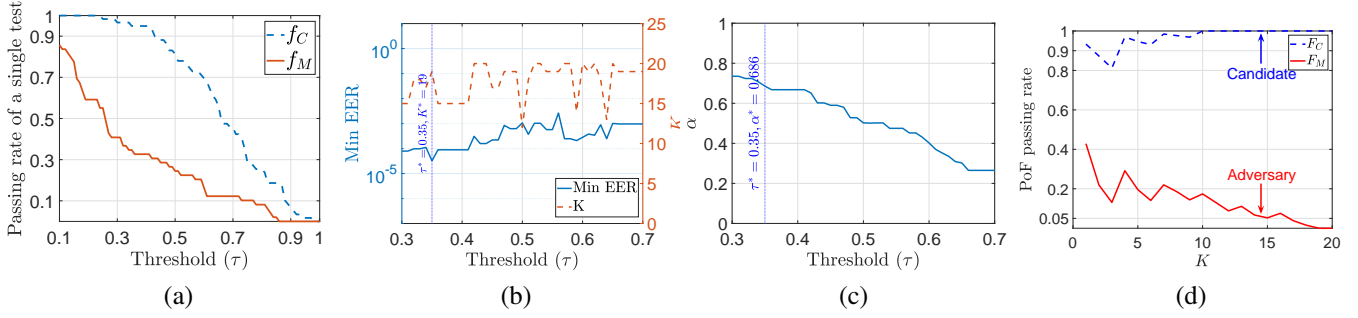 Passing rate of a single test
1
0.9
0.7
0.5
0.3
0.1
0.1
0.3
0.5
0.7
0.9
1
Threshold (τ)
f_C
f_M
(a)
Min EER
10^0
10^-5
0.3
0.4
0.5
0.6
0.7
Threshold (τ)
25
20
15
10
5
0
K
τ* = 0.35, K* = 19
Min EER
K
(b)
α
1
0.8
0.6
0.4
0.2
0
0.3
0.4
0.5
0.6
0.7
Threshold (τ)
τ* = 0.35, α* = 0.686
(c)
PoF passing rate
1
0.9
0.8
0.4
0.2
0.05
0
5
10
15
20
K
F_C
F_M
Candidate
Adversary
(d)